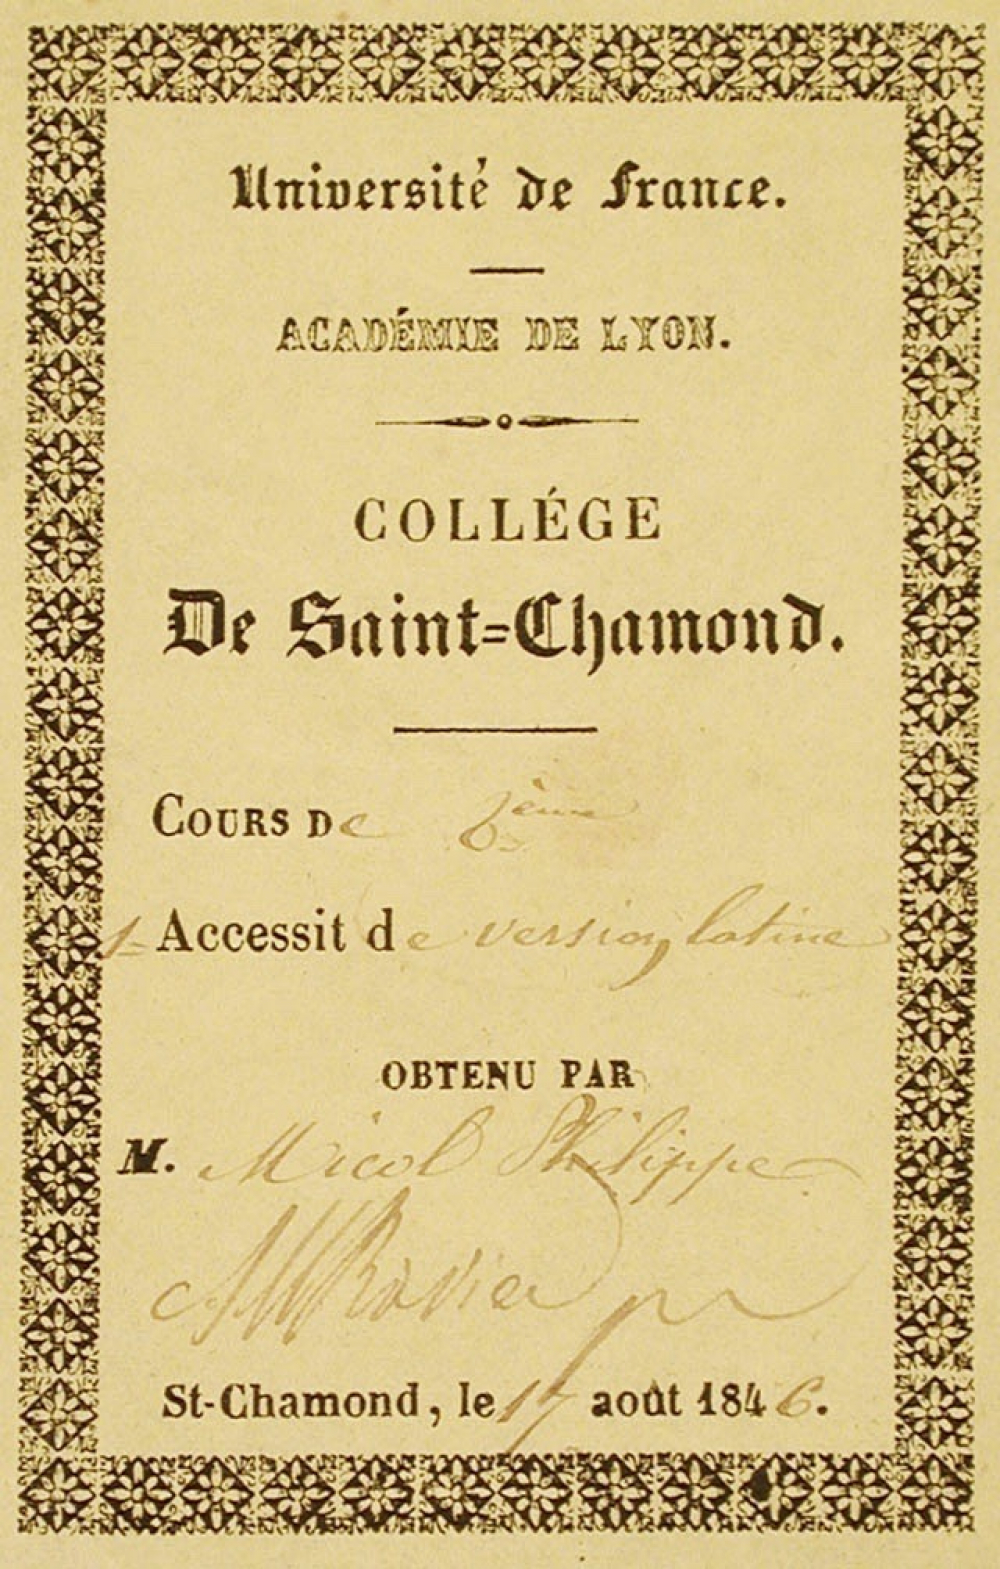 Université de France.
ACADÉMIE DE LYON.
COLLÉGE
De Saint-Chamond.
COURS De 6ème
1er Accessit de version latine
OBTENU PAR
M. Micol Philippe
St-Chamond, le 17 août 1846.